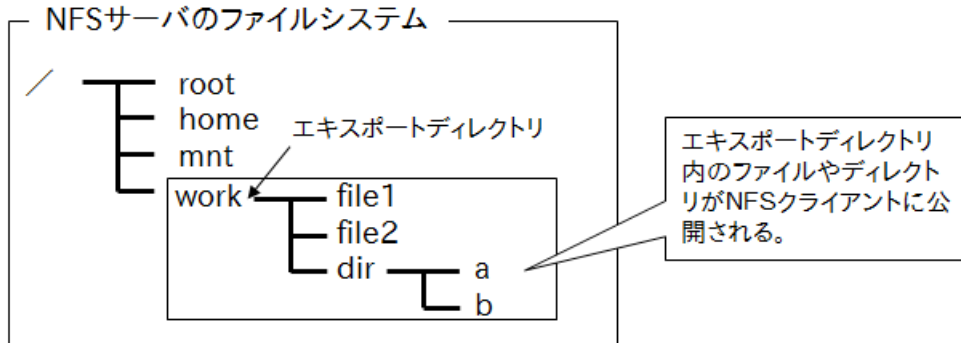 NFSサーバのファイルシステム
／
root
home
エキスポートディレクトリ
mnt
work
file1
file2
dir
a
b
エキスポートディレクトリ
内のファイルやディレクト
リがNFSクライアントに公
開される。